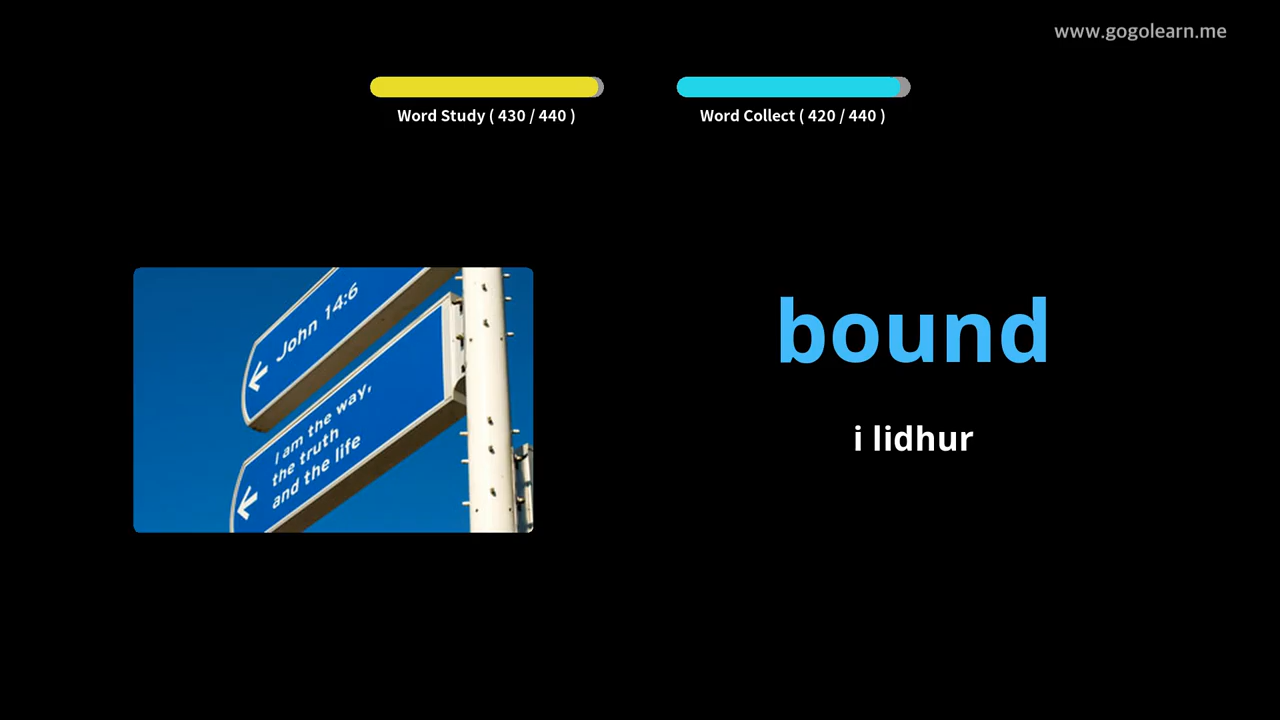 www.gogolearn.me
Word Study ( 430 / 440 )
Word Collect ( 420 / 440 )
John 14:6
I am the way,
the truth
and the life
bound
i lidhur